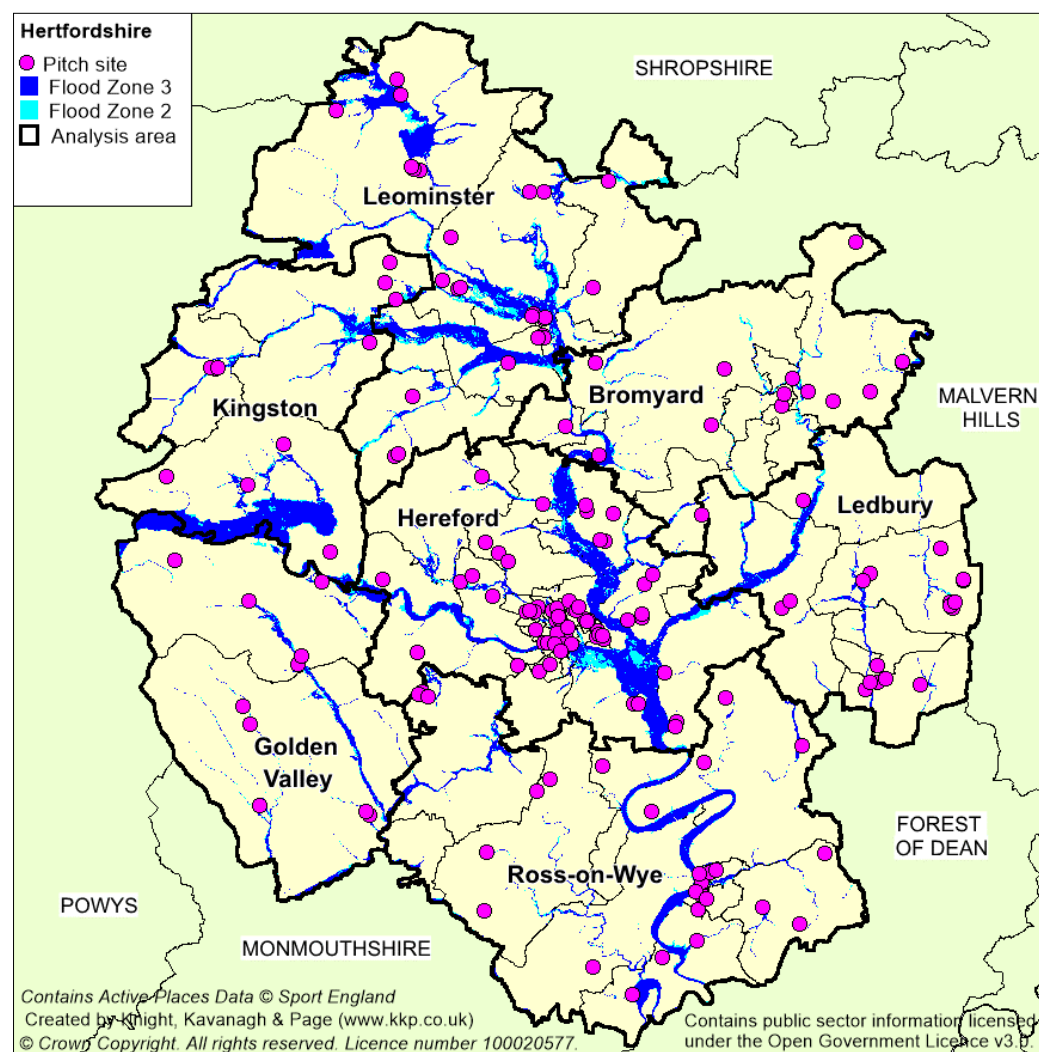 Hertfordshire
Pitch site
Flood Zone 3
Flood Zone 2
Analysis area
SHROPSHIRE
Leominster
Bromyard
MALVERN
HILLS
Kingston
Ledbury
Hereford
Golden
Valley
FOREST
OF DEAN
Ross-on-Wye
POWYS
MONMOUTHSHIRE
Contains Active Places Data © Sport England
Created by Knight, Kavanagh & Page (www.kkp.co.uk)
© Crown Copyright. All rights reserved. Licence number 100020577.
Contains public sector information licensed
under the Open Government Licence v3.0.